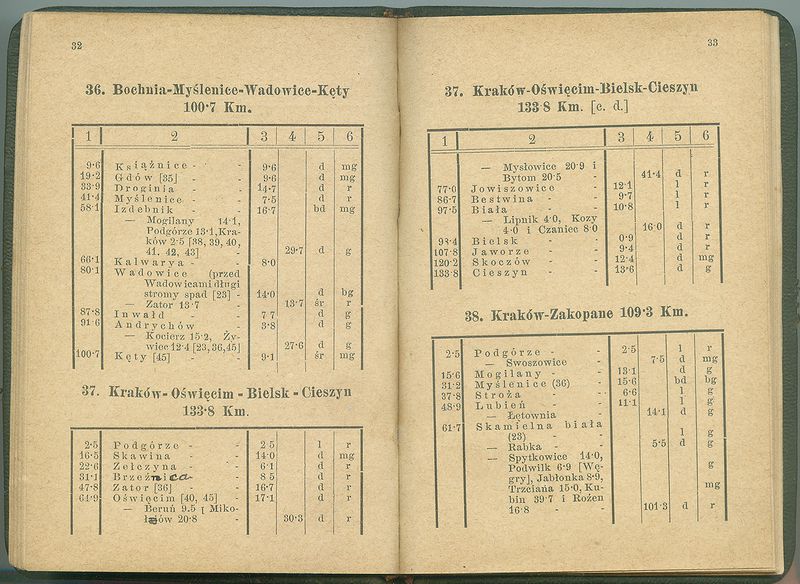 32
36. Bochnia-Myślenice-Wadowice-Kęty
100·7 Km.
1 2 3 4 5 6
9·6 Książnice - - - 9·6 d mg
19·2 Gdów [35] - - 9·6 d mg
33·9 Droginia - - 14·7 d r
41·4 Myślenice - - 7·5 d r
58·1 Izdebnik - - 16·7 bd mg
— Mogilany 14·1,
Podgórze 13·1, Kra-
ków 2·5 [38, 39, 40,
41, 42, 43] - 29·7 d g
66·1 Kalwarya - - 8·0
80·1 Wadowice (przed
Wadowicami długi
stromy spad [23] - 14·0 d bg
— Zator 13·7 - 13·7 śr r
87·8 Inwałd - - 7·7 d g
91·6 Andrychów - 3·8 d g
— Kocierz 15·2, Ży-
wiec 12·4 [23, 36, 45] 27·6 d g
100·7 Kęty [45] - - 9·1 śr mg
37. Kraków-Oświęcim-Bielsk-Cieszyn
133·8 Km.
2·5 Podgórze - - 2·5 l r
16·5 Skawina - - 14·0 d mg
22·6 Zelczyna - - 6·1 d r
31·1 Brzeźnica - 8·5 d r
47·8 Zator [36] - - 16·7 d r
64·9 Oświęcim [40, 45] - 17·1 d r
— Beruń 9.5 i Miko-
łajów 20·8 - 30·3 d r
33
37. Kraków-Oświęcim-Bielsk-Cieszyn
133·8 Km. [c. d.]
1 2 3 4 5 6
— Mysłowice 20·9 i
Bytom 20·5 - 41·4 d r
77·0 Jowiszowice - 12·1 l r
86·7 Bestwina - - 9·7 l r
97·5 Biała - - 10·8 l r
— Lipnik 4·0, Kozy
4·0 i Czaniec 8·0 16·0 d r
98·4 Bielsk - - 0·9 d r
107·8 Jaworze - - 9·4 d r
120·2 Skoczów - - 12·4 d mg
133·8 Cieszyn - - 13·6 d g
38. Kraków-Zakopane 109·3 Km.
2·5 Podgórze - - 2·5 l r
— Swoszowice 7·5 d mg
15·6 Mogilany - - 13·1 d g
31·2 Myślenice (36) - 15·6 bd bg
37·8 Stroża - - 6·6 l g
48·9 Lubień - - 11·1 l g
— Łętownia - 14·1 d g
61·7 Skamielna biała
(23) - - l g
— Rabka - - 5·5 d g
— Spytkowice 14·0,
Podwilk 6·9 [Wę- g
gry], Jabłonka 8·9,
Trzciana 15·0, Ku- mg
bin 39·7 i Rożen
16·8 - - 101·3 d r